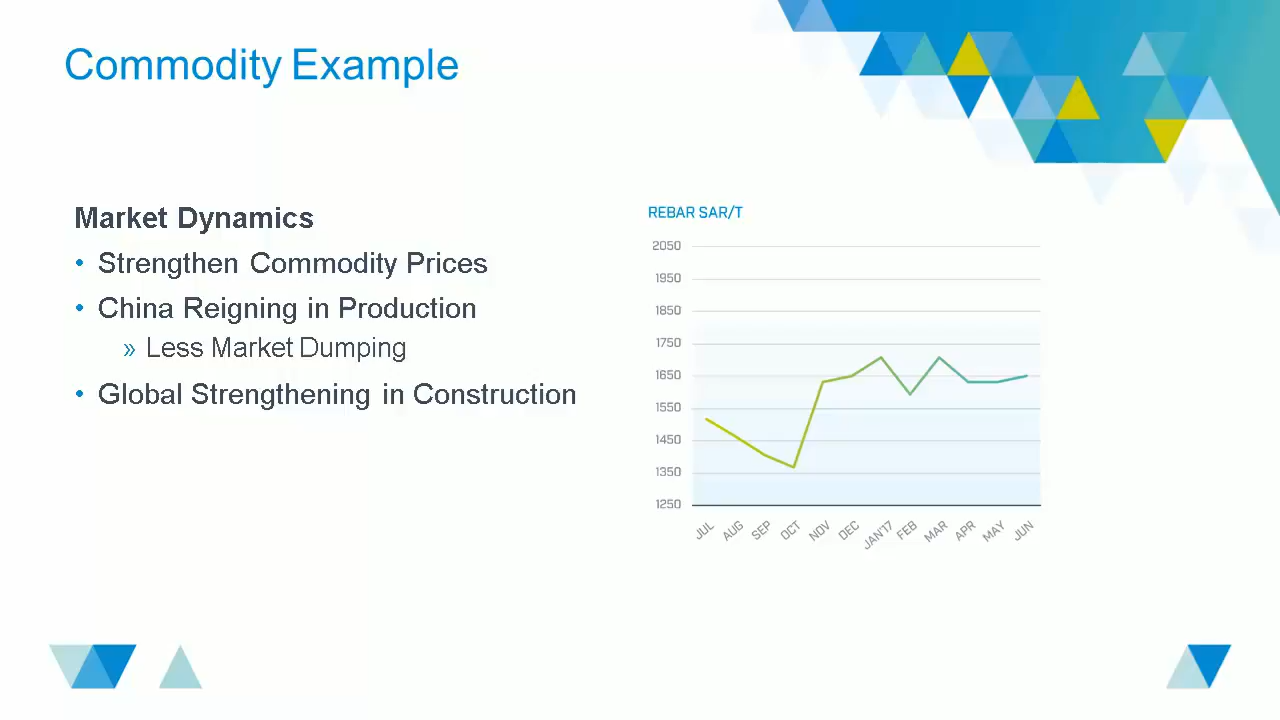 Commodity Example
Market Dynamics
• Strengthen Commodity Prices
• China Reigning in Production
» Less Market Dumping
• Global Strengthening in Construction
REBAR SAR/T
2050
1950
1850
1750
1650
1550
1450
1350
1250
JUL AUG SEP OCT NOV DEC JAN'17 FEB MAR APR MAY JUN